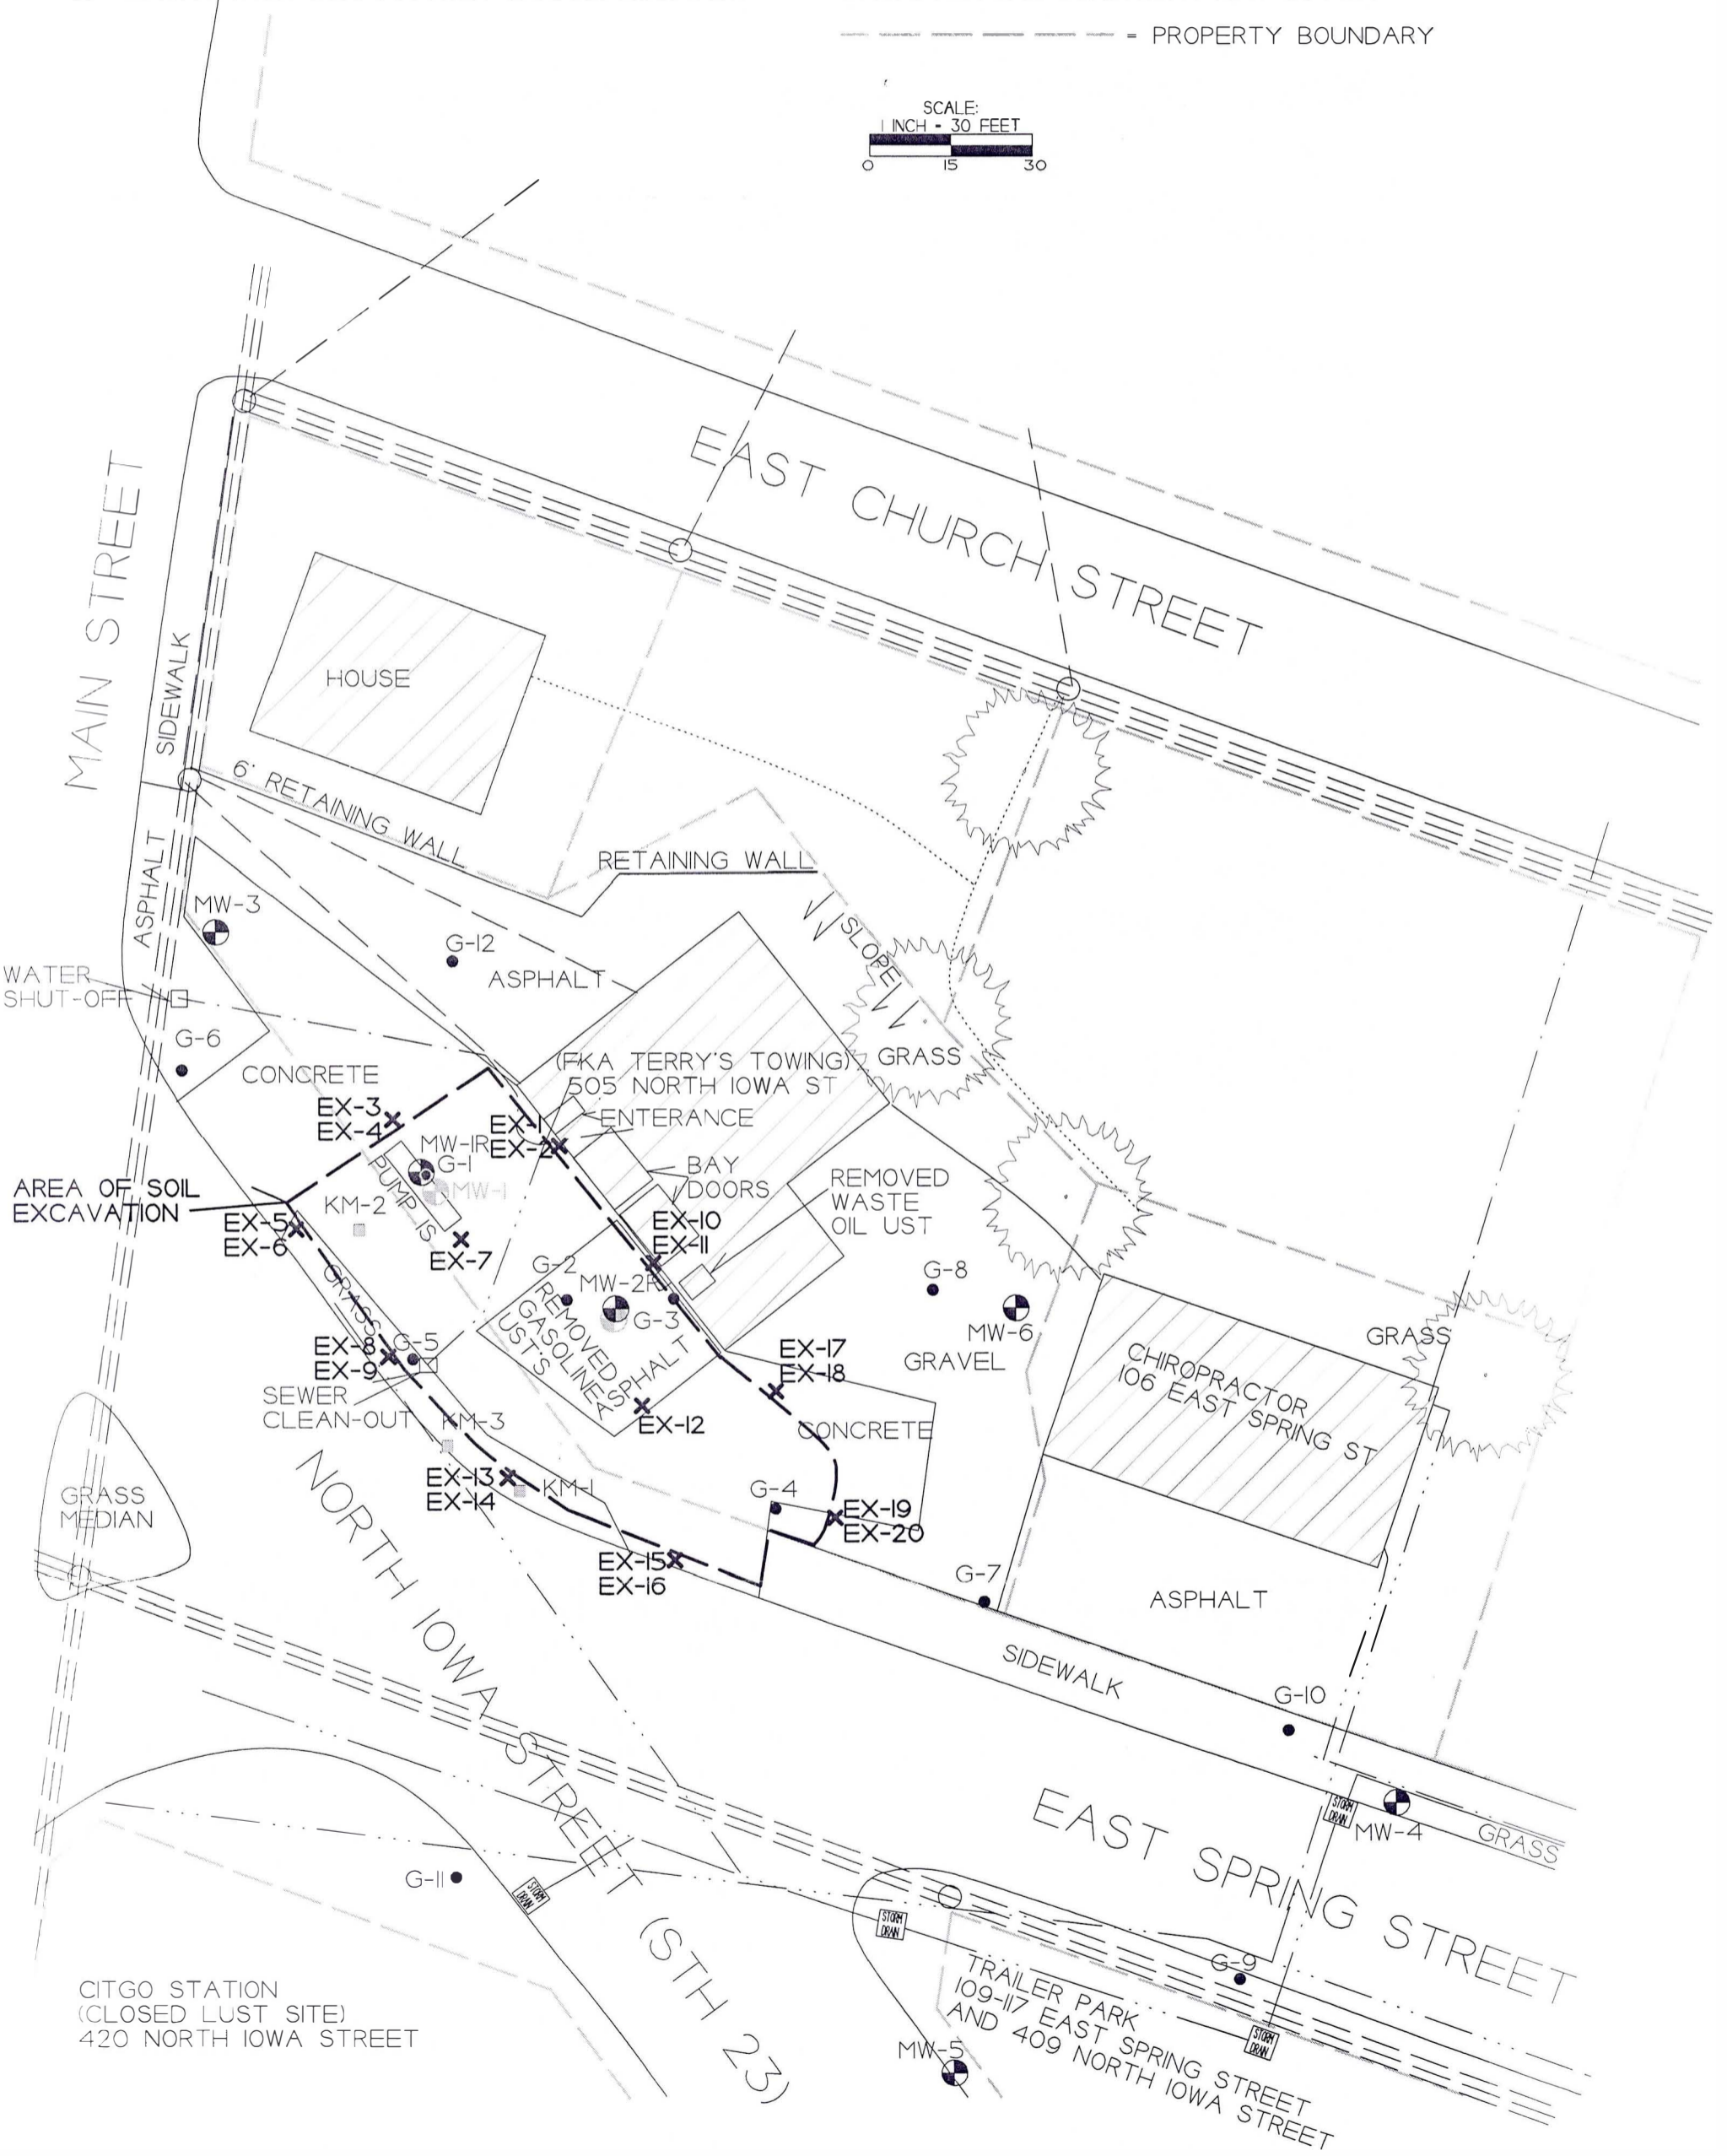 = PROPERTY BOUNDARY
SCALE:
1 INCH = 30 FEET
0 15 30
EAST CHURCH STREET
MAIN STREET
SIDEWALK
HOUSE
6' RETAINING WALL
RETAINING WALL
ASPHALT
MW-3
G-12
ASPHALT
SLOPE
WATER
SHUT-OFF
G-6
CONCRETE
(FKA TERRY'S TOWING)
505 NORTH IOWA ST
GRASS
EX-3
EX-4
EX-1
EX-2
ENTERANCE
MW-1R
G-1
MW-1
PUMP IS
BAY
DOORS
REMOVED
WASTE
OIL UST
AREA OF SOIL
EXCAVATION
KM-2
EX-5
EX-6
EX-7
EX-10
EX-11
G-2
MW-2R
G-3
REMOVED
GASOLINE
UST'S
ASPHALT
G-8
MW-6
GRAVEL
GRASS
EX-8
EX-9
G-5
GRASS
EX-17
EX-18
CHIROPRACTOR
106 EAST SPRING ST
SEWER
CLEAN-OUT
KM-3
EX-12
CONCRETE
EX-13
EX-14
KM-1
G-4
EX-19
EX-20
GRASS
MEDIAN
EX-15
EX-16
G-7
ASPHALT
SIDEWALK
NORTH IOWA STREET (STH 23)
G-10
EAST SPRING STREET
STORM
DRAIN
MW-4
GRASS
G-11
STORM
DRAIN
STORM
DRAIN
G-9
TRAILER PARK
109-117 EAST SPRING STREET
AND 409 NORTH IOWA STREET
STORM
DRAIN
MW-5
CITGO STATION
(CLOSED LUST SITE)
420 NORTH IOWA STREET